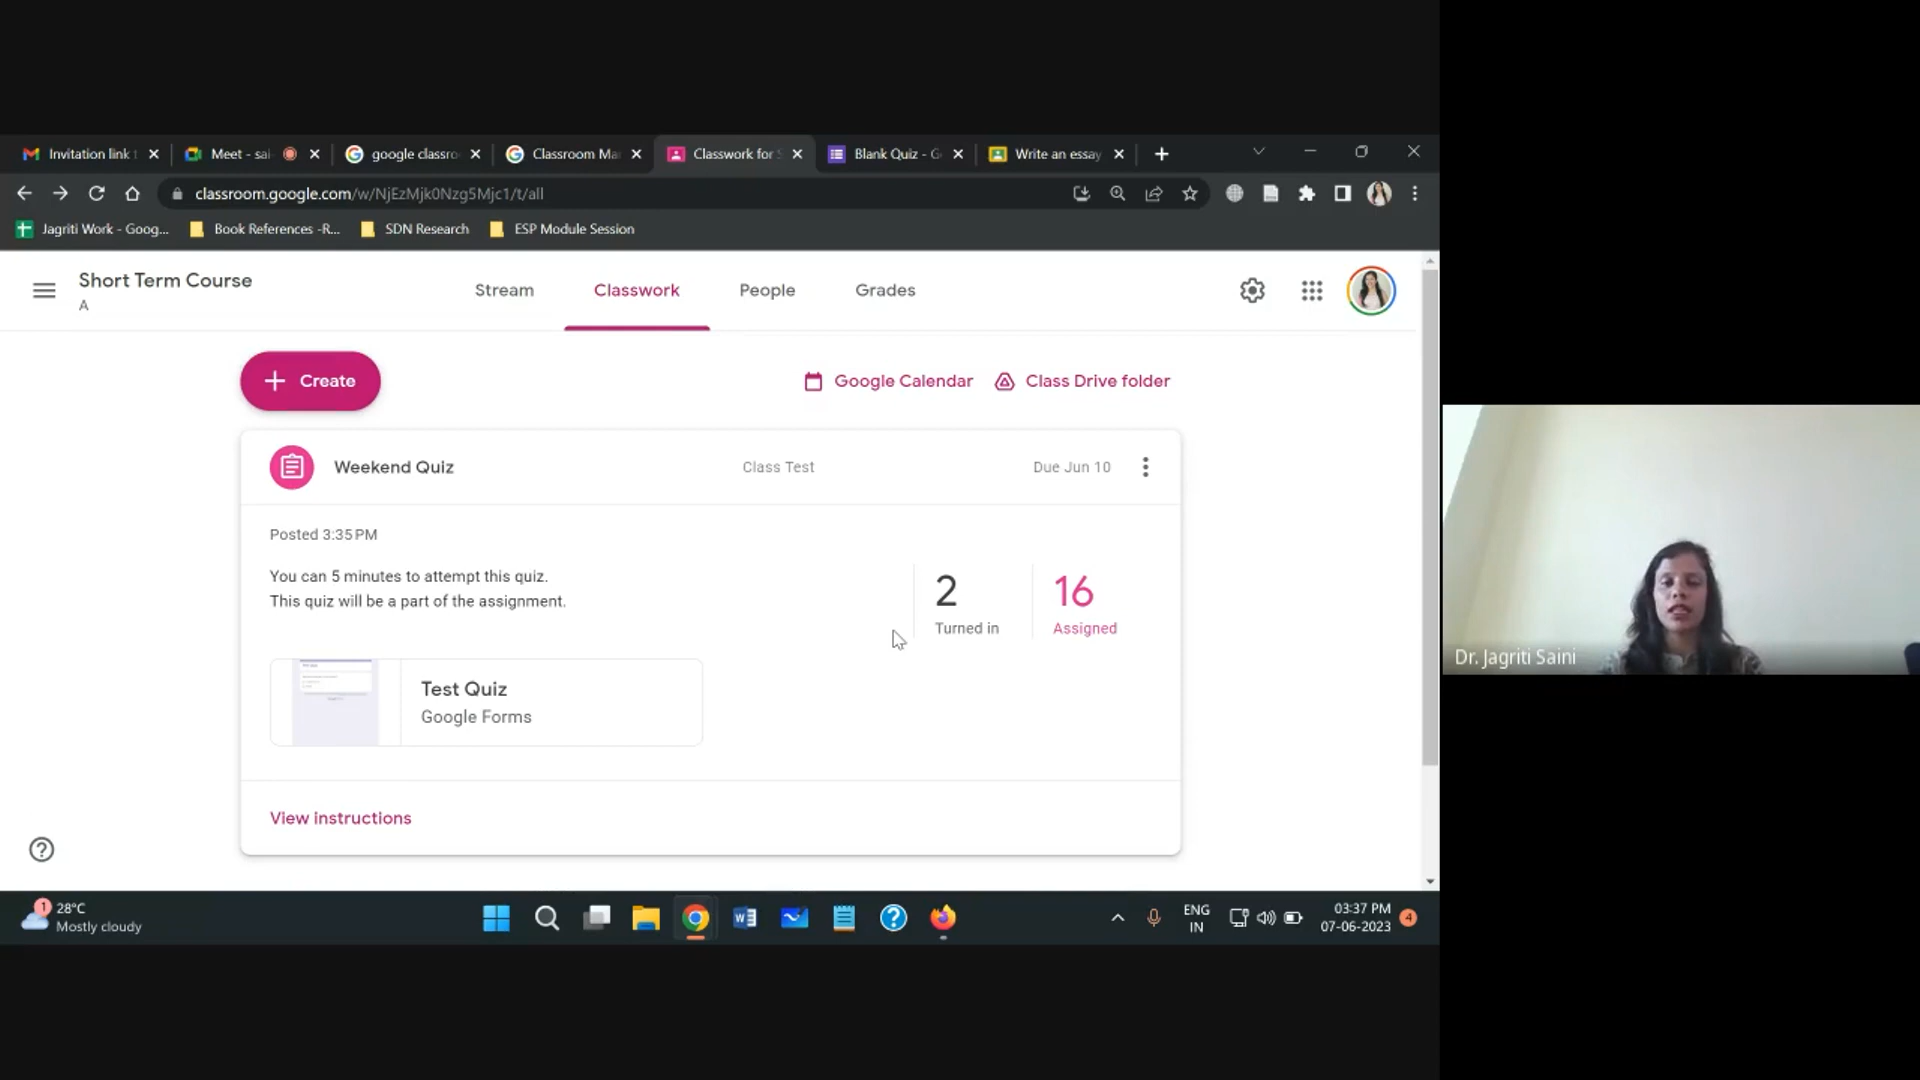 Invitation link t
Meet - sai
google classro
Classroom Ma
Classwork for S
Blank Quiz - G
Write an essay
classroom.google.com/w/NjEzMjk0Nzg5Mjc1/t/all
Jagriti Work - Goog...
Book References -R...
SDN Research
ESP Module Session
Short Term Course
A
Stream
Classwork
People
Grades
+ Create
Google Calendar
Class Drive folder
Weekend Quiz
Class Test
Due Jun 10
Posted 3:35 PM
You can 5 minutes to attempt this quiz.
This quiz will be a part of the assignment.
2
Turned in
16
Assigned
Test Quiz
Google Forms
View instructions
Dr. Jagriti Saini
1
28°C
Mostly cloudy
ENG
IN
03:37 PM
07-06-2023
4